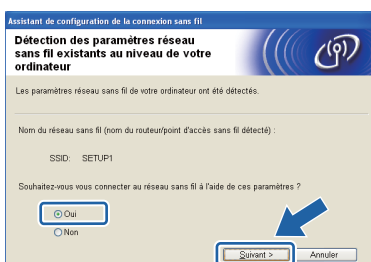 Assistant de configuration de la connexion sans fil
Détection des paramètres réseau
sans fil existants au niveau de votre
ordinateur
Les paramètres réseau sans fil de votre ordinateur ont été détectés.
Nom du réseau sans fil (nom du routeur/point d'accès sans fil détecté) :
SSID: SETUP1
Souhaitez-vous vous connecter au réseau sans fil à l'aide de ces paramètres ?
Oui
Non
Suivant > Annuler